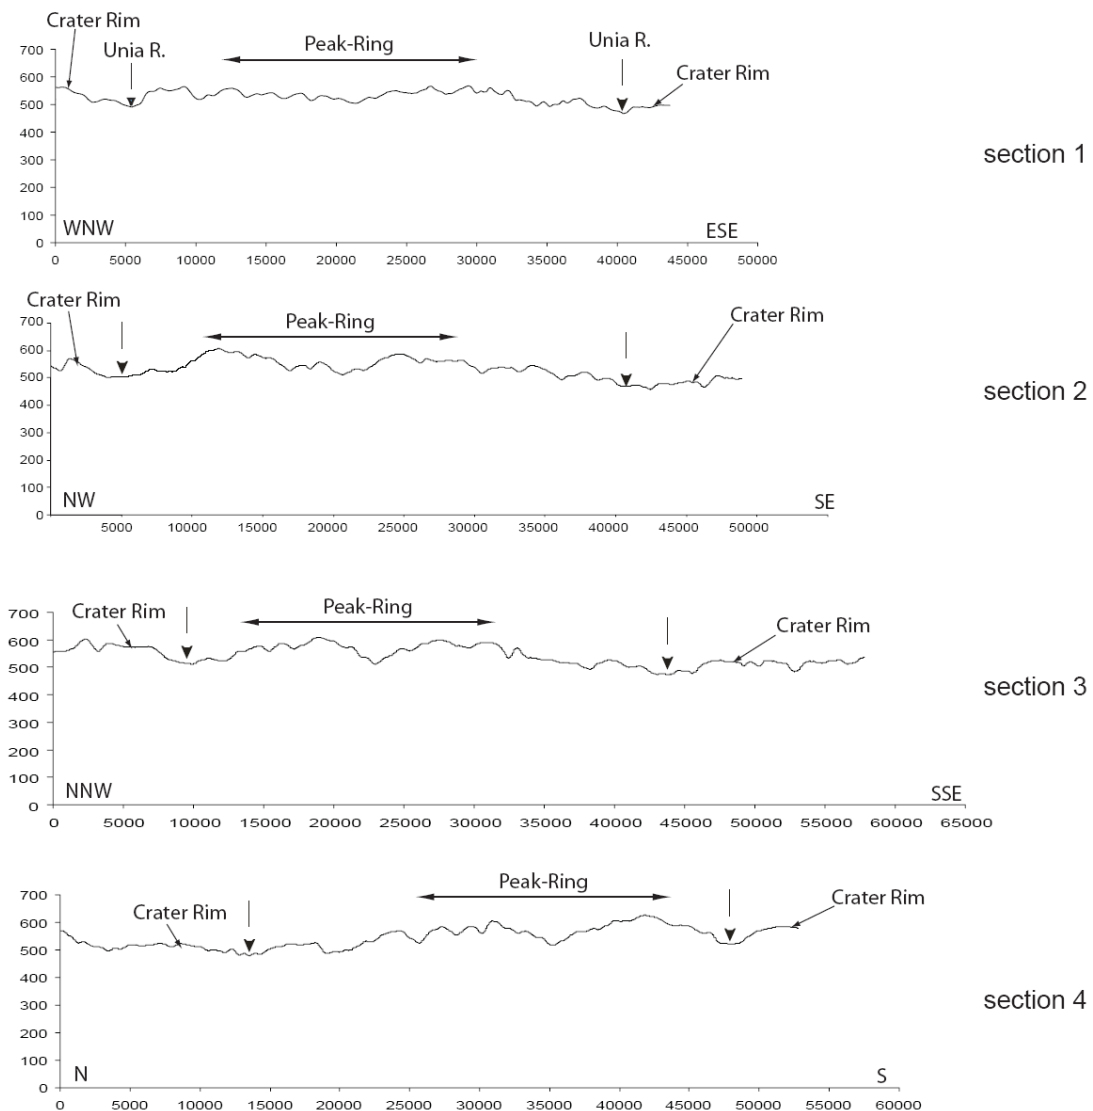 Crater Rim
Unia R.
Peak-Ring
Unia R.
Crater Rim
700
600
500
400
300
200
100
0
WNW
ESE
0 5000 10000 15000 20000 25000 30000 35000 40000 45000 50000
section 1
Crater Rim
Peak-Ring
Crater Rim
700
600
500
400
300
200
100
0
NW
SE
5000 10000 15000 20000 25000 30000 35000 40000 45000 50000
section 2
Crater Rim
Peak-Ring
Crater Rim
700
600
500
400
300
200
100
0
NNW
SSE
0 5000 10000 15000 20000 25000 30000 35000 40000 45000 50000 55000 60000 65000
section 3
Crater Rim
Peak-Ring
Crater Rim
700
600
500
400
300
200
100
0
N
S
0 5000 10000 15000 20000 25000 30000 35000 40000 45000 50000 55000 60000
section 4